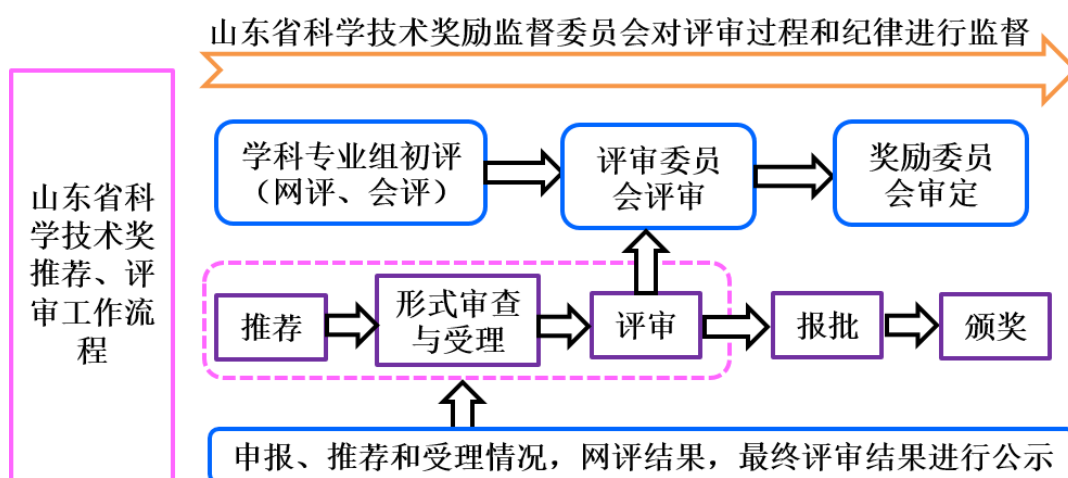 山东省科学技术奖励监督委员会对评审过程和纪律进行监督
山东省科
学技术奖
推荐、评
审工作流
程
学科专业组初评
（网评、会评）
评审委员
会评审
奖励委员
会审定
推荐
形式审查
与受理
评审
报批
颁奖
申报、推荐和受理情况，网评结果，最终评审结果进行公示